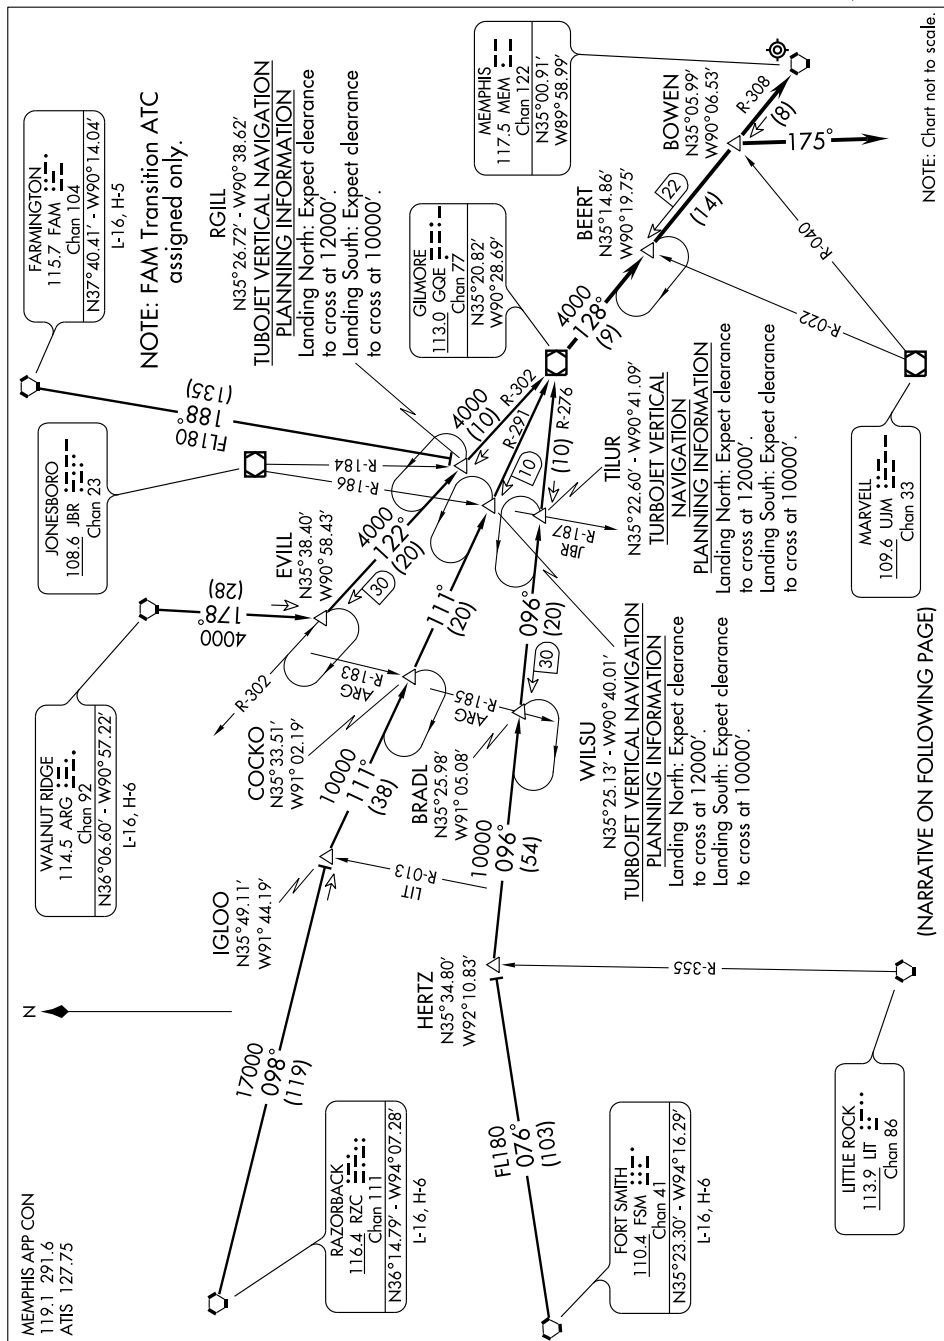 MEMPHIS APP CON
119.1 291.6
ATIS 127.75
N
RAZORBACK
116.4 RZC
Chan 111
N36°14.79' - W94°07.28'
L-16, H-6
17000
098°
(119)
FORT SMITH
110.4 FSM
Chan 41
N35°23.30' - W94°16.29'
L-16, H-6
FL180
076°
(103)
LITTLE ROCK
113.9 LIT
Chan 86
R-355
HERTZ
N35°34.80'
W92°10.83'
IGLOO
N35°49.11'
W91°44.19'
LIT
R-013
WALNUT RIDGE
114.5 ARG
Chan 92
N36°06.60' - W90°57.22'
L-16, H-6
4000
178°
(28)
10000
111°
(38)
10000
096°
(54)
COCKO
N35°33.51'
W91°02.19'
BRADL
N35°25.98'
W91°05.08'
ARG
R-183
ARG
R-185
R-302
EVILL
N35°38.40'
W90°58.43'
30
4000
122°
(20)
111°
(20)
30
096°
(20)
JONESBORO
108.6 JBR
Chan 23
R-184
R-186
JBR
R-187
FARMINGTON
115.7 FAM
Chan 104
N37°40.41' - W90°14.04'
L-16, H-5
FL180
188°
(135)
NOTE: FAM Transition ATC
assigned only.
RGILL
N35°26.72' - W90°38.62'
TUBOJET VERTICAL NAVIGATION
PLANNING INFORMATION
Landing North: Expect clearance
to cross at 12000'.
Landing South: Expect clearance
to cross at 10000'.
4000
(10)
R-302
R-291
10
R-276
(10)
WILSU
N35°25.13' - W90°40.01'
TURBOJET VERTICAL NAVIGATION
PLANNING INFORMATION
Landing North: Expect clearance
to cross at 12000'.
Landing South: Expect clearance
to cross at 10000'.
TILUR
N35°22.60' - W90°41.09'
TURBOJET VERTICAL
NAVIGATION
PLANNING INFORMATION
Landing North: Expect clearance
to cross at 12000'.
Landing South: Expect clearance
to cross at 10000'.
GILMORE
113.0 GQE
Chan 77
N35°20.82'
W90°28.69'
4000
128°
(9)
BEERT
N35°14.86'
W90°19.75'
22
(14)
MARVELL
109.6 UJM
Chan 33
R-022
R-040
MEMPHIS
117.5 MEM
Chan 122
N35°00.91'
W89°58.99'
BOWEN
N35°05.99'
W90°06.53'
R-308
(8)
175°
(NARRATIVE ON FOLLOWING PAGE)
NOTE: Chart not to scale.